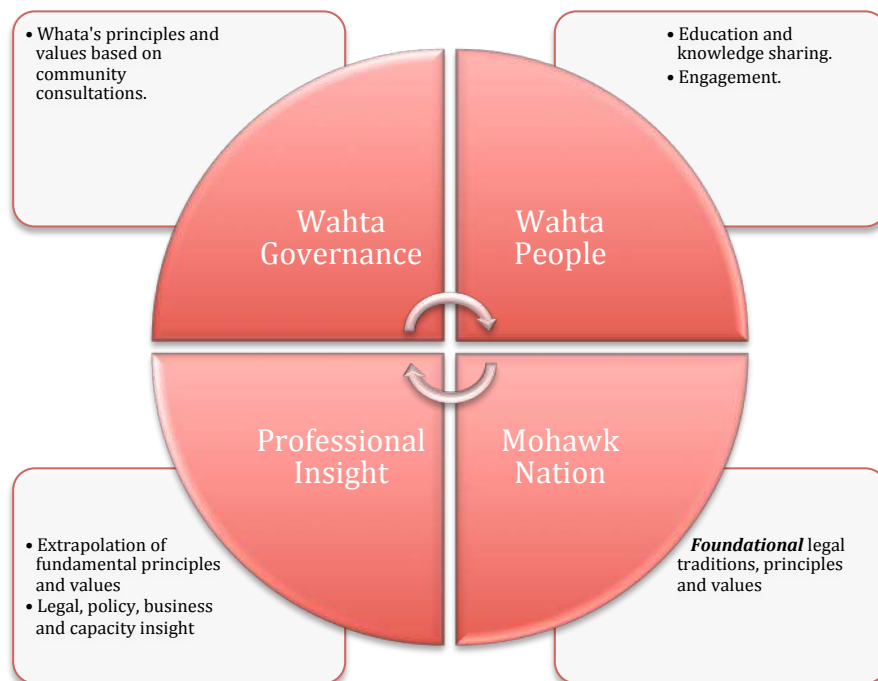 • Whata's principles and
values based on
community
consultations.
• Education and
knowledge sharing.
• Engagement.
Wahta
Governance
Wahta
People
Professional
Insight
Mohawk
Nation
• Extrapolation of
fundamental principles
and values
• Legal, policy, business
and capacity insight
Foundational legal
traditions, principles
and values